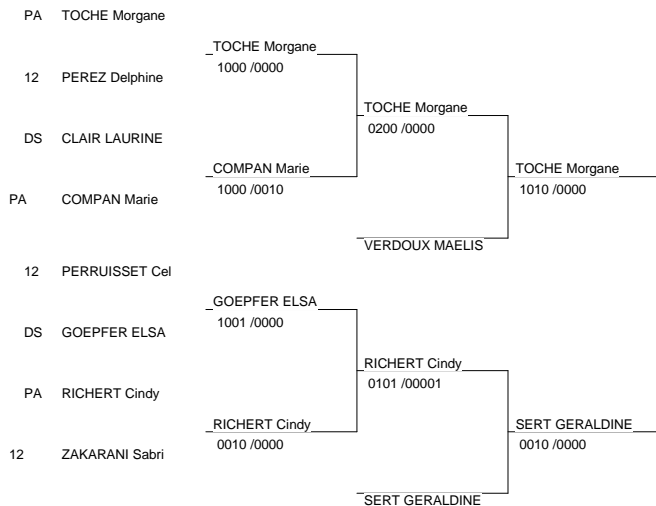 PA TOCHE Morgane
TOCHE Morgane
1000 /0000
12 PEREZ Delphine
TOCHE Morgane
0200 /0000
DS CLAIR LAURINE
COMPAN Marie
1000 /0010
TOCHE Morgane
1010 /0000
PA COMPAN Marie
VERDOUX MAELIS
12 PERRUISSET Cel
GOEPFER ELSA
1001 /0000
DS GOEPFER ELSA
RICHERT Cindy
0101 /00001
PA RICHERT Cindy
RICHERT Cindy
0010 /0000
SERT GERALDINE
0010 /0000
12 ZAKARANI Sabri
SERT GERALDINE